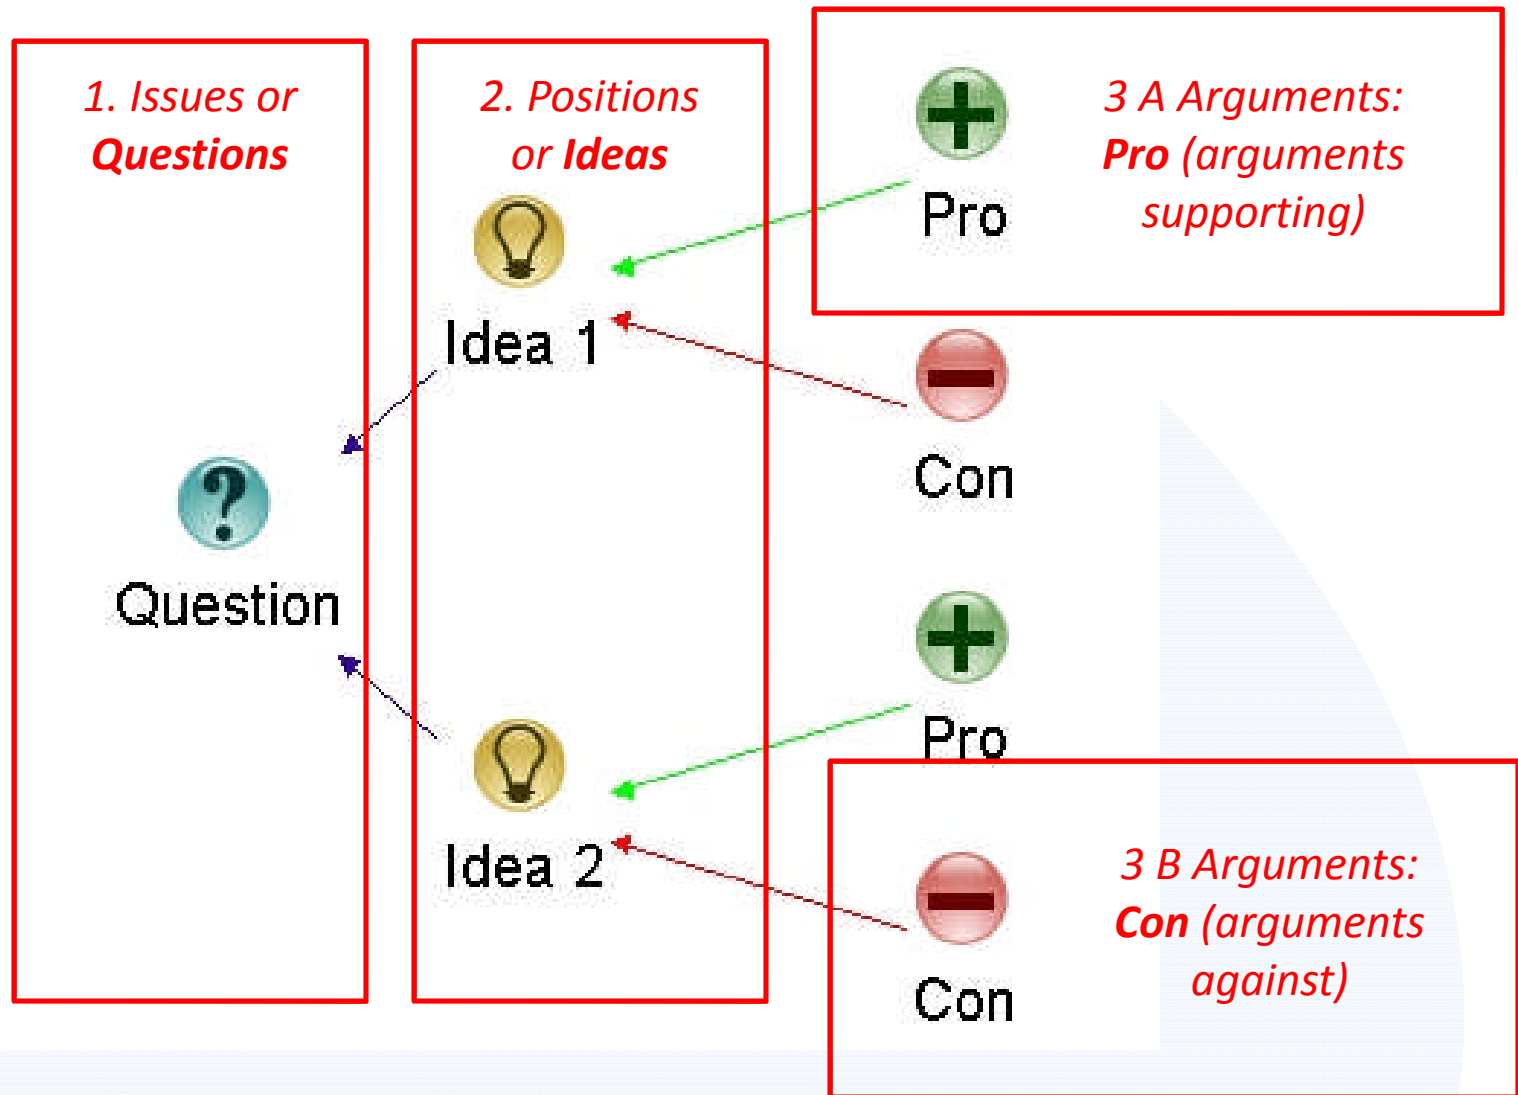 1. Issues or
Questions
2. Positions
or Ideas
3 A Arguments:
Pro (arguments
supporting)
Pro
Idea 1
Con
Question
Pro
Idea 2
3 B Arguments:
Con (arguments
against)
Con